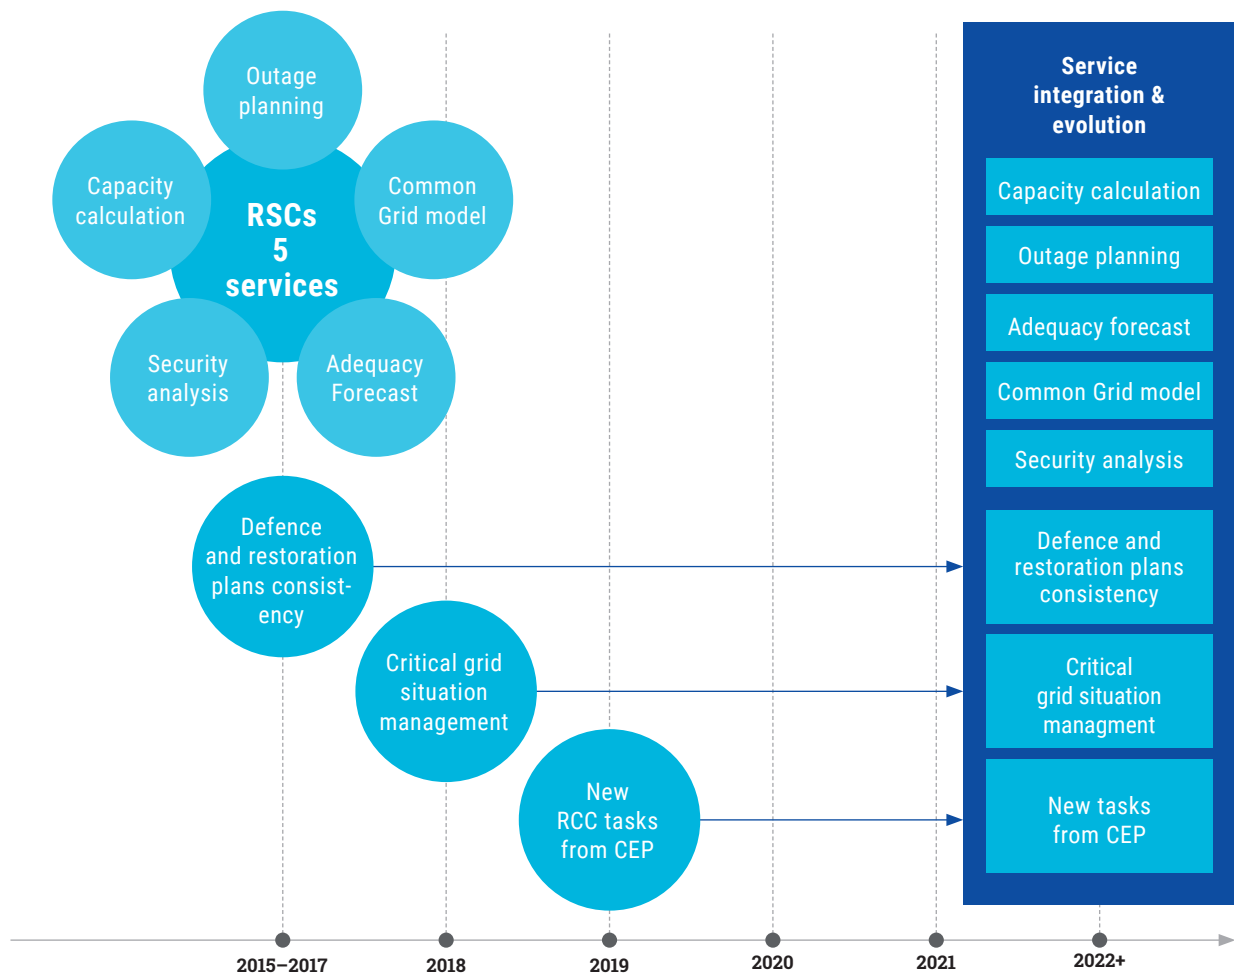 Outage
planning
Capacity
calculation
Common
Grid model
RSCs
5
services
Security
analysis
Adequacy
Forecast
Defence
and restoration
plans consist-
ency
Critical grid
situation
management
New
RCC tasks
from CEP
Service
integration &
evolution
Capacity calculation
Outage planning
Adequacy forecast
Common Grid model
Security analysis
Defence and
restoration plans
consistency
Critical
grid situation
managment
New tasks
from CEP
2015–2017
2018
2019
2020
2021
2022+